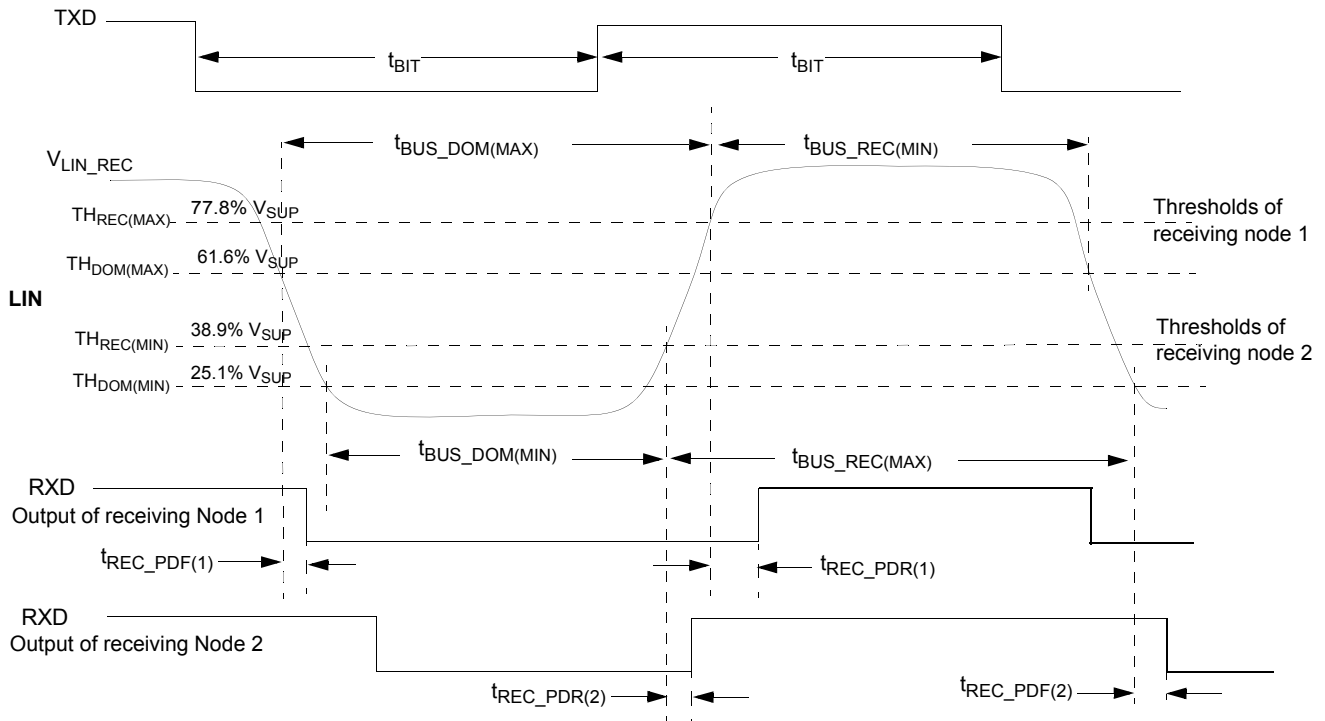 TXD
tBIT
tBIT
tBUS_DOM(MAX)
tBUS_REC(MIN)
VLIN_REC
THREC(MAX) 77.8% VSUP
Thresholds of
receiving node 1
THDOM(MAX) 61.6% VSUP
LIN
THREC(MIN) 38.9% VSUP
Thresholds of
receiving node 2
THDOM(MIN) 25.1% VSUP
tBUS_DOM(MIN)
tBUS_REC(MAX)
RXD
Output of receiving Node 1
tREC_PDF(1)
tREC_PDR(1)
RXD
Output of receiving Node 2
tREC_PDR(2)
tREC_PDF(2)